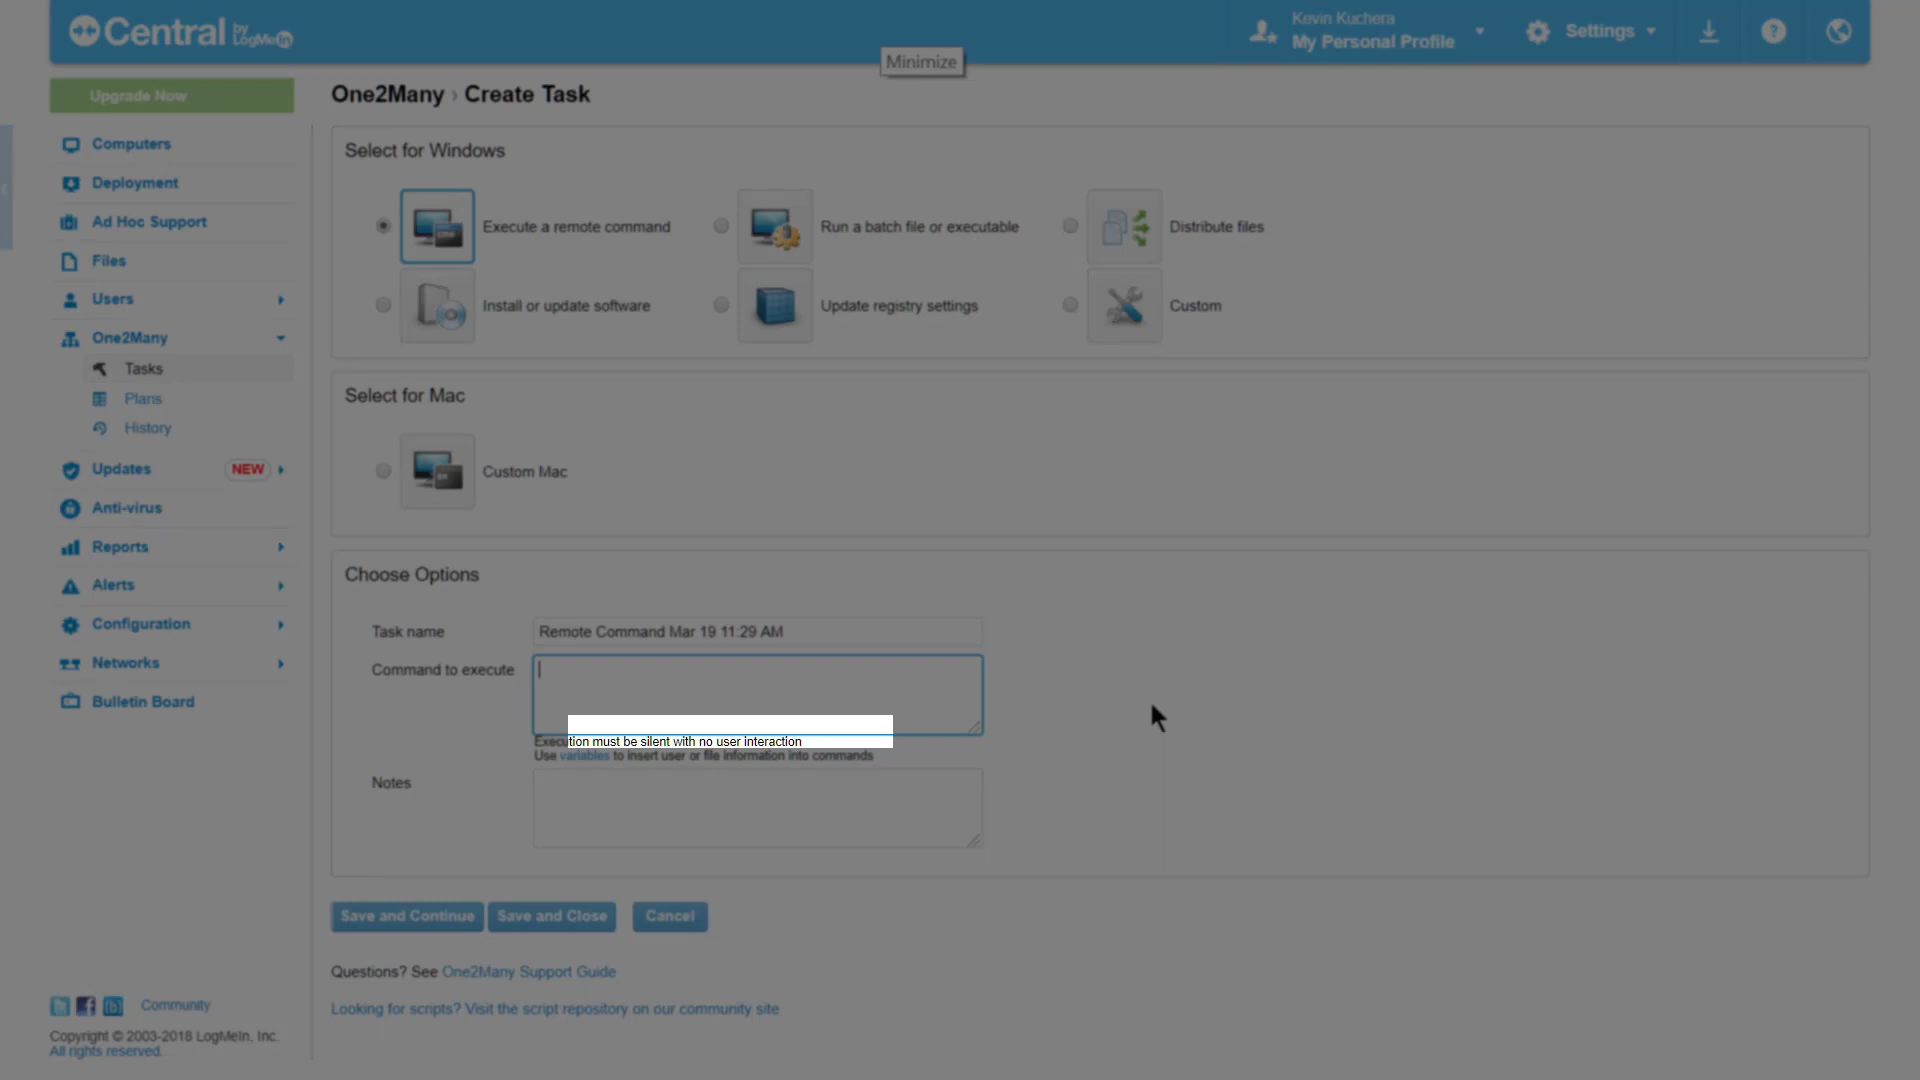 Central by LogMeIn
Kevin Kuchera
My Personal Profile
Settings
Minimize
Upgrade Now
One2Many › Create Task
Computers
Deployment
Ad Hoc Support
Files
Users
One2Many
Tasks
Plans
History
Updates NEW
Anti-virus
Reports
Alerts
Configuration
Networks
Bulletin Board
Select for Windows
Execute a remote command
Run a batch file or executable
Distribute files
Install or update software
Update registry settings
Custom
Select for Mac
Custom Mac
Choose Options
Task name
Remote Command Mar 19 11:29 AM
Command to execute
Execution must be silent with no user interaction
Use variables to insert user or file information into commands
Notes
Save and Continue
Save and Close
Cancel
Questions? See One2Many Support Guide
Looking for scripts? Visit the script repository on our community site
Community
Copyright © 2003-2018 LogMeIn, Inc.
All rights reserved.